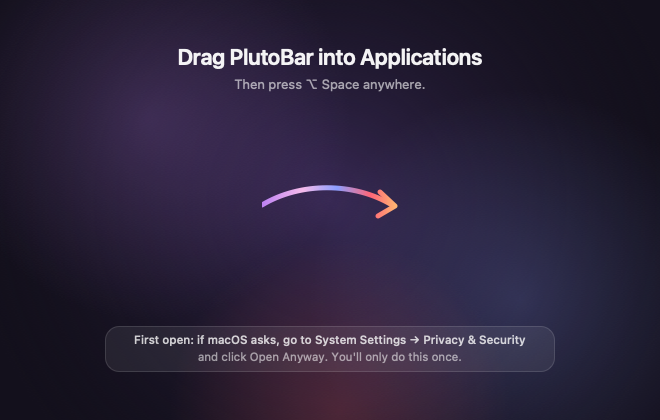 Drag PlutoBar into Applications
Then press ⌥ Space anywhere.
First open: if macOS asks, go to System Settings → Privacy & Security
and click Open Anyway. You'll only do this once.